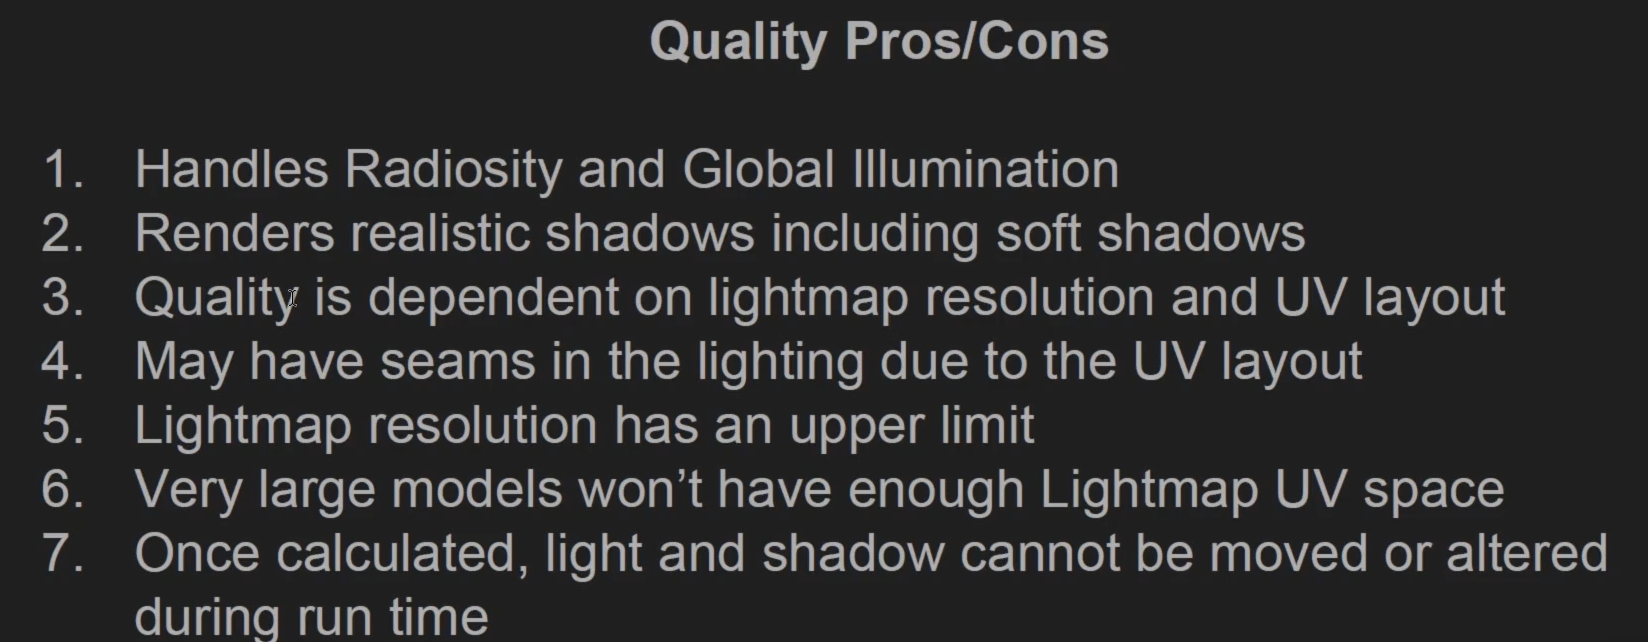 Quality Pros/Cons
1. Handles Radiosity and Global Illumination
2. Renders realistic shadows including soft shadows
3. Quality is dependent on lightmap resolution and UV layout
4. May have seams in the lighting due to the UV layout
5. Lightmap resolution has an upper limit
6. Very large models won’t have enough Lightmap UV space
7. Once calculated, light and shadow cannot be moved or altered
during run time